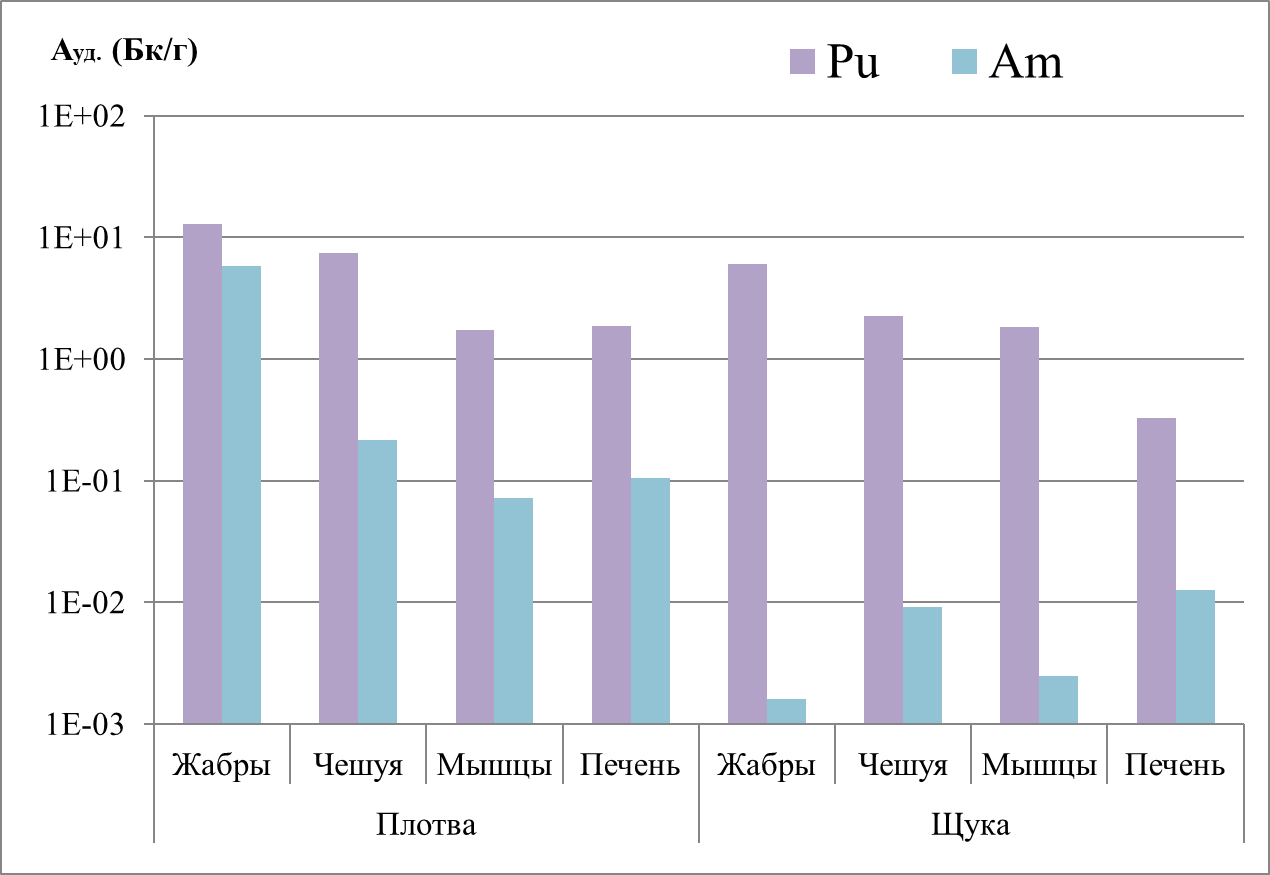 Ауд. (Бк/г)
Pu Am
1E+02
1E+01
1E+00
1E-01
1E-02
1E-03
Жабры Чешуя Мышцы Печень Жабры Чешуя Мышцы Печень
Плотва Щука